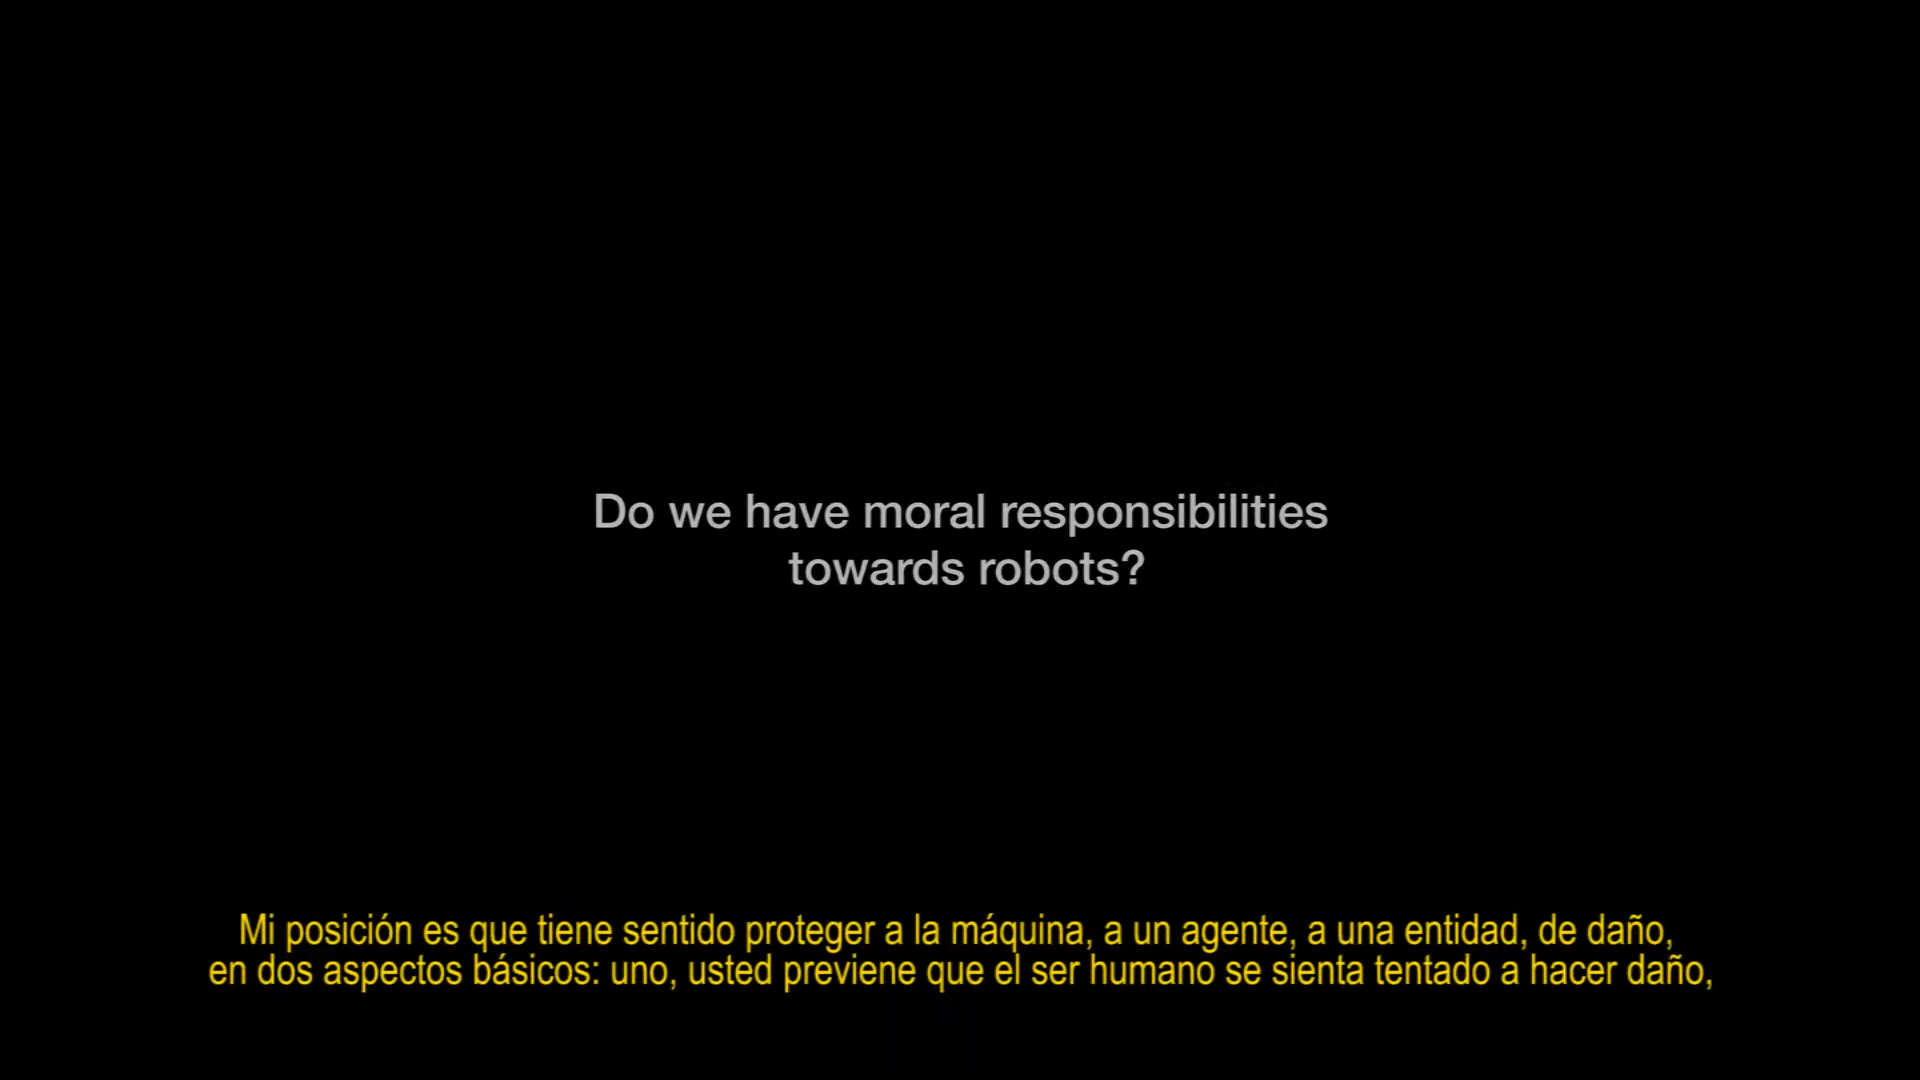 Do we have moral responsibilities
towards robots?
Mi posición es que tiene sentido proteger a la máquina, a un agente, a una entidad, de daño,
en dos aspectos básicos: uno, usted previene que el ser humano se sienta tentado a hacer daño,